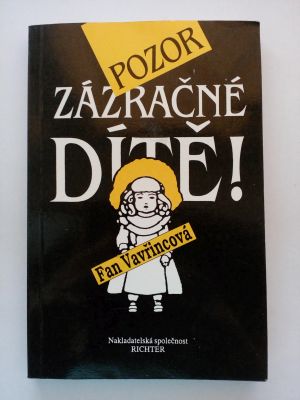 POZOR
ZÁZRAČNÉ
DÍTĚ!
Fan Vavřincová
Nakladatelská společnost
RICHTER